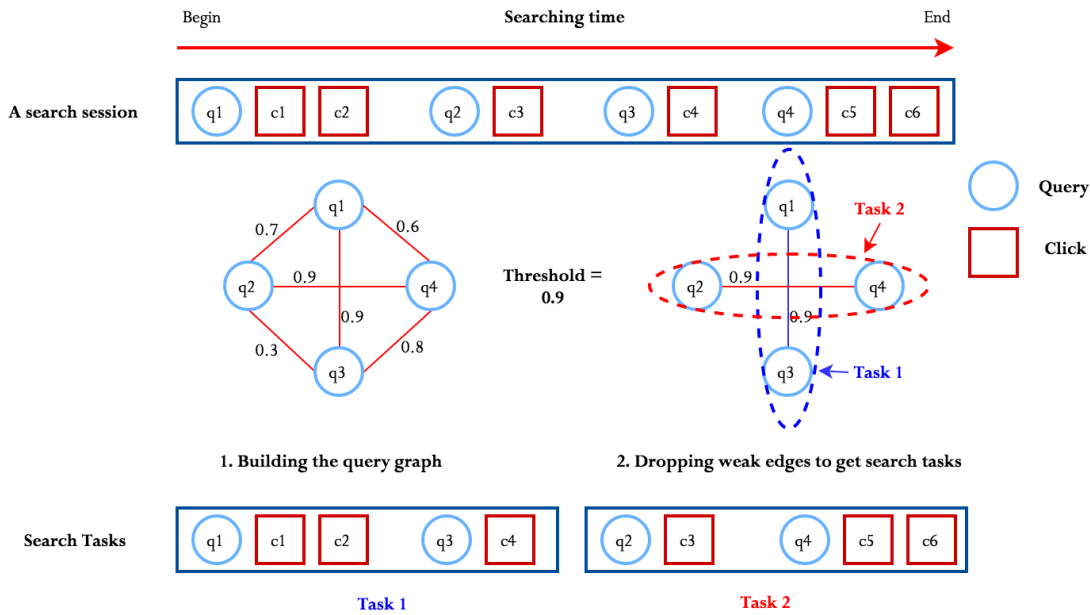 Begin
Searching time
End
A search session
q1
c1
c2
q2
c3
q3
c4
q4
c5
c6
q1
0.7
0.6
q2
0.9
q4
0.9
0.3
0.8
q3
Threshold =
0.9
q1
Task 2
q2
0.9
q4
0.9
q3
Task 1
Query
Click
1. Building the query graph
2. Dropping weak edges to get search tasks
Search Tasks
q1
c1
c2
q3
c4
q2
c3
q4
c5
c6
Task 1
Task 2